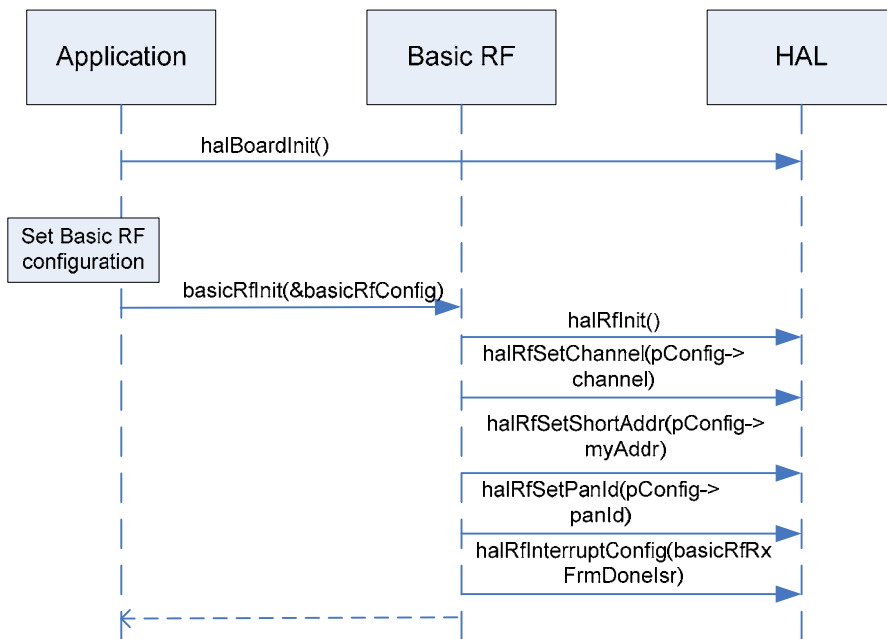 Application
Basic RF
HAL
halBoardInit()
Set Basic RF
configuration
basicRfInit(&basicRfConfig)
halRfInit()
halRfSetChannel(pConfig->
channel)
halRfSetShortAddr(pConfig->
myAddr)
halRfSetPanId(pConfig->
panId)
halRfInterruptConfig(basicRfRx
FrmDoneIsr)